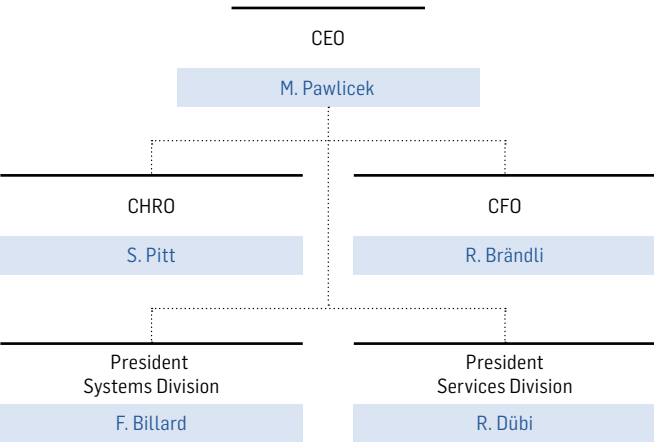 CEO
M. Pawlicek
CHRO
CFO
S. Pitt
R. Brändli
President
Systems Division
President
Services Division
F. Billard
R. Dübi